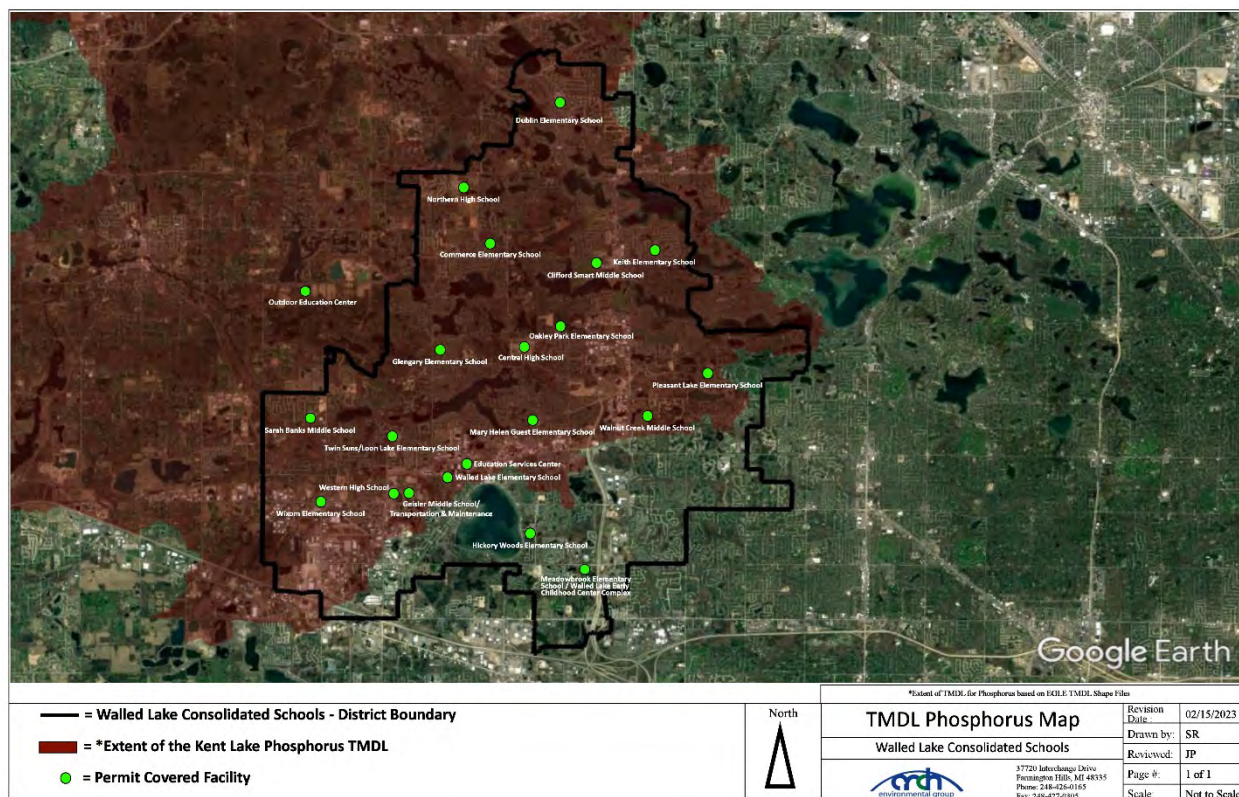 Dublin Elementary School
Northern High School
Commerce Elementary School
Keith Elementary School
Clifford Smart Middle School
Outdoor Education Center
Oakley Park Elementary School
Central High School
Glengary Elementary School
Pleasant Lake Elementary School
Sarah Banks Middle School
Mary Helen Guest Elementary School
Walnut Creek Middle School
Twin Suns/Loon Lake Elementary School
Education Services Center
Walled Lake Elementary School
Western High School
Geisler Middle School/
Transportation & Maintenance
Wixom Elementary School
Hickory Woods Elementary School
Meadowbrook Elementary
School / Walled Lake Early
Childhood Center Complex
Google Earth
*Extent of TMDL for Phosphorus based on EGLE TMDL Shape Files
= Walled Lake Consolidated Schools - District Boundary
= *Extent of the Kent Lake Phosphorus TMDL
= Permit Covered Facility
North
TMDL Phosphorus Map
Walled Lake Consolidated Schools
environmental group
37720 Interchange Drive
Farmington Hills, MI 48335
Phone: 248-426-0165
Fax: 248-427-0305
Revision Date : 02/15/2023
Drawn by: SR
Reviewed: JP
Page #: 1 of 1
Scale: Not to Scale